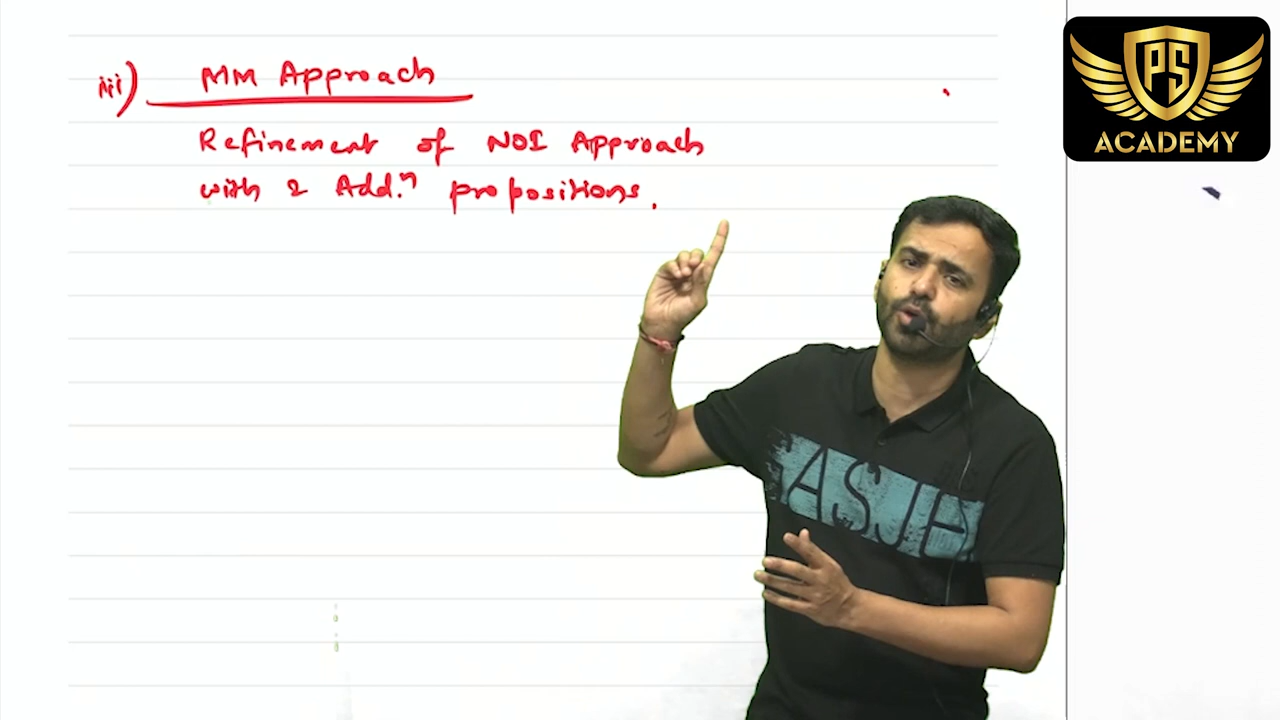 iii) MM Approach
Refinement of NOI Approach
with 2 Add.n propositions.
PS
ACADEMY